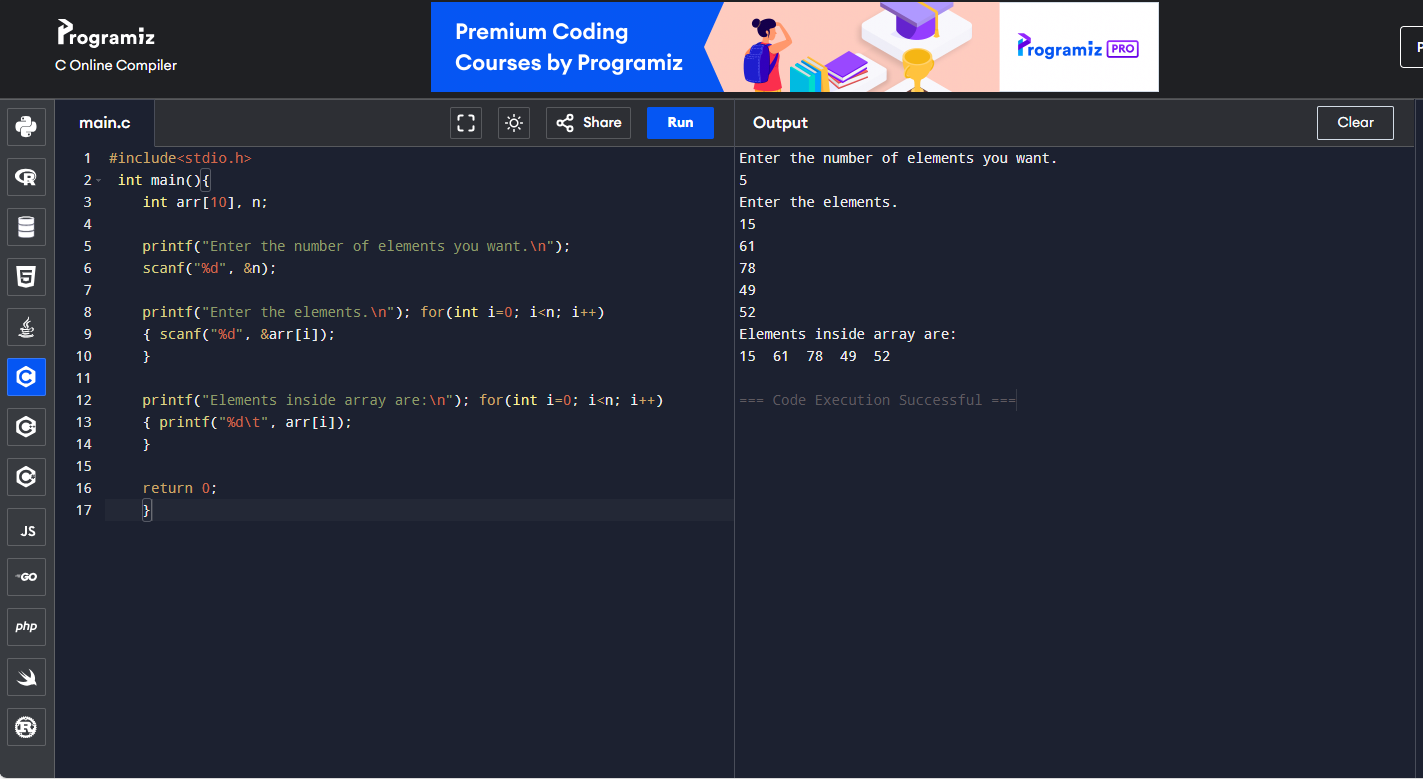 Programiz
C Online Compiler
Premium Coding
Courses by Programiz
Programiz PRO
P
main.c
Share
Run
Output
Clear
1 #include<stdio.h>
2 int main(){
3 int arr[10], n;
4
5 printf("Enter the number of elements you want.\n");
6 scanf("%d", &n);
7
8 printf("Enter the elements.\n"); for(int i=0; i<n; i++)
9 { scanf("%d", &arr[i]);
10 }
11
12 printf("Elements inside array are:\n"); for(int i=0; i<n; i++)
13 { printf("%d\t", arr[i]);
14 }
15
16 return 0;
17 }
Enter the number of elements you want.
5
Enter the elements.
15
61
78
49
52
Elements inside array are:
15 61 78 49 52
=== Code Execution Successful ===
R
5
C
C
C
JS
GO
php
R